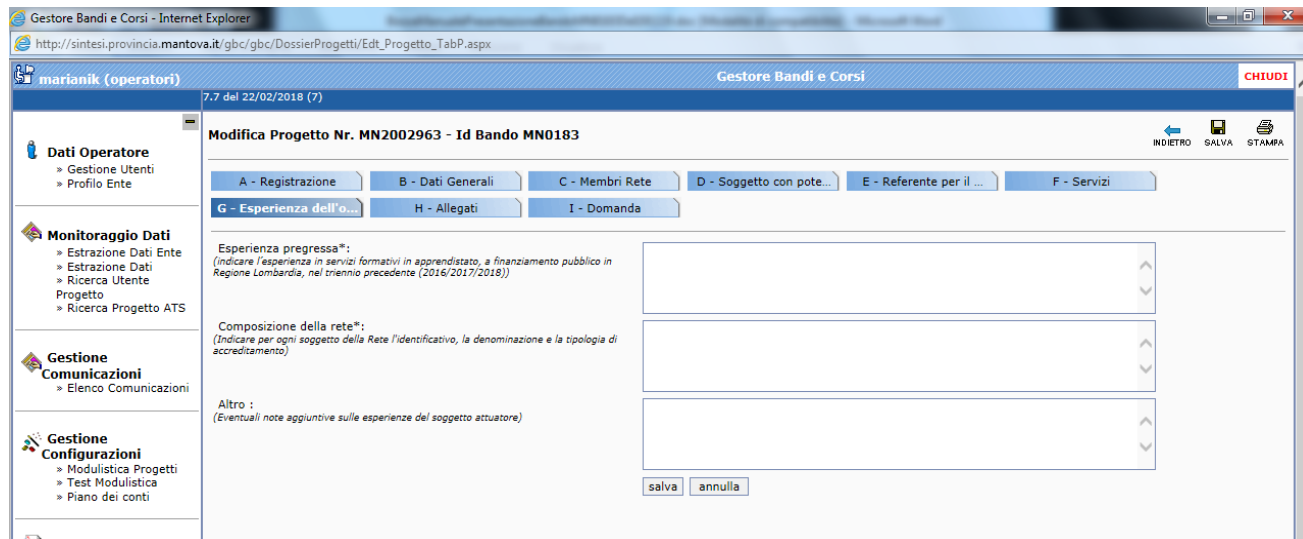 Gestore Bandi e Corsi - Internet Explorer
http://sintesi.provincia.mantova.it/gbc/gbc/DossierProgetti/Edt_Progetto_TabP.aspx
marianik (operatori)
Gestore Bandi e Corsi
CHIUDI
7.7 del 22/02/2018 (7)
Modifica Progetto Nr. MN2002963 - Id Bando MN0183
INDIETRO SALVA STAMPA
Dati Operatore
» Gestione Utenti
» Profilo Ente
Monitoraggio Dati
» Estrazione Dati Ente
» Estrazione Dati
» Ricerca Utente
Progetto
» Ricerca Progetto ATS
Gestione
Comunicazioni
» Elenco Comunicazioni
Gestione
Configurazioni
» Modulistica Progetti
» Test Modulistica
» Piano dei conti
A - Registrazione B - Dati Generali C - Membri Rete D - Soggetto con pote... E - Referente per il ... F - Servizi
G - Esperienza dell'o... H - Allegati I - Domanda
Esperienza pregressa*:
(indicare l'esperienza in servizi formativi in apprendistato, a finanziamento pubblico in
Regione Lombardia, nel triennio precedente (2016/2017/2018))
Composizione della rete*:
(Indicare per ogni soggetto della Rete l'identificativo, la denominazione e la tipologia di
accreditamento)
Altro :
(Eventuali note aggiuntive sulle esperienze del soggetto attuatore)
salva annulla